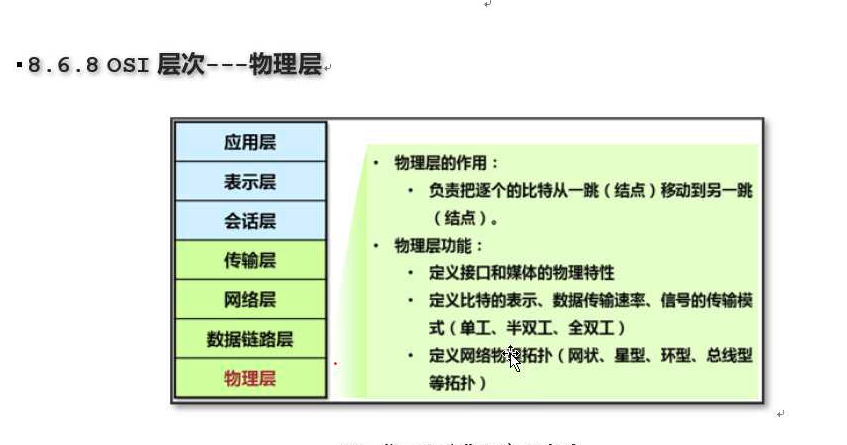 8.6.8 OSI 层次---物理层
应用层
表示层
会话层
传输层
网络层
数据链路层
物理层
• 物理层的作用：
• 负责把逐个的比特从一跳（结点）移动到另一跳
（结点）。
• 物理层功能：
• 定义接口和媒体的物理特性
• 定义比特的表示、数据传输速率、信号的传输模
式（单工、半双工、全双工）
• 定义网络物理拓扑（网状、星型、环型、总线型
等拓扑）